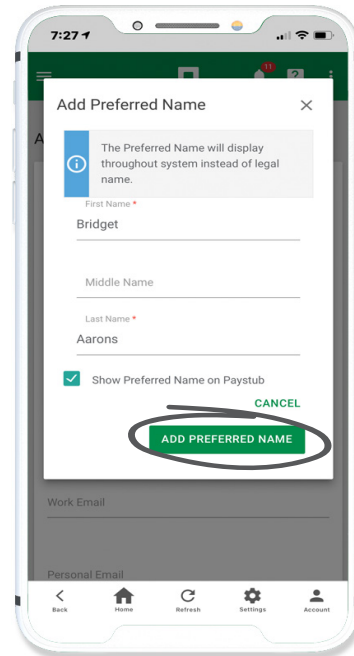 7:27
11
?
A
Add Preferred Name
The Preferred Name will display
throughout system instead of legal
name.
First Name *
Bridget
Middle Name
Last Name *
Aarons
Show Preferred Name on Paystub
CANCEL
ADD PREFERRED NAME
Work Email
Personal Email
Back Home Refresh Settings Account